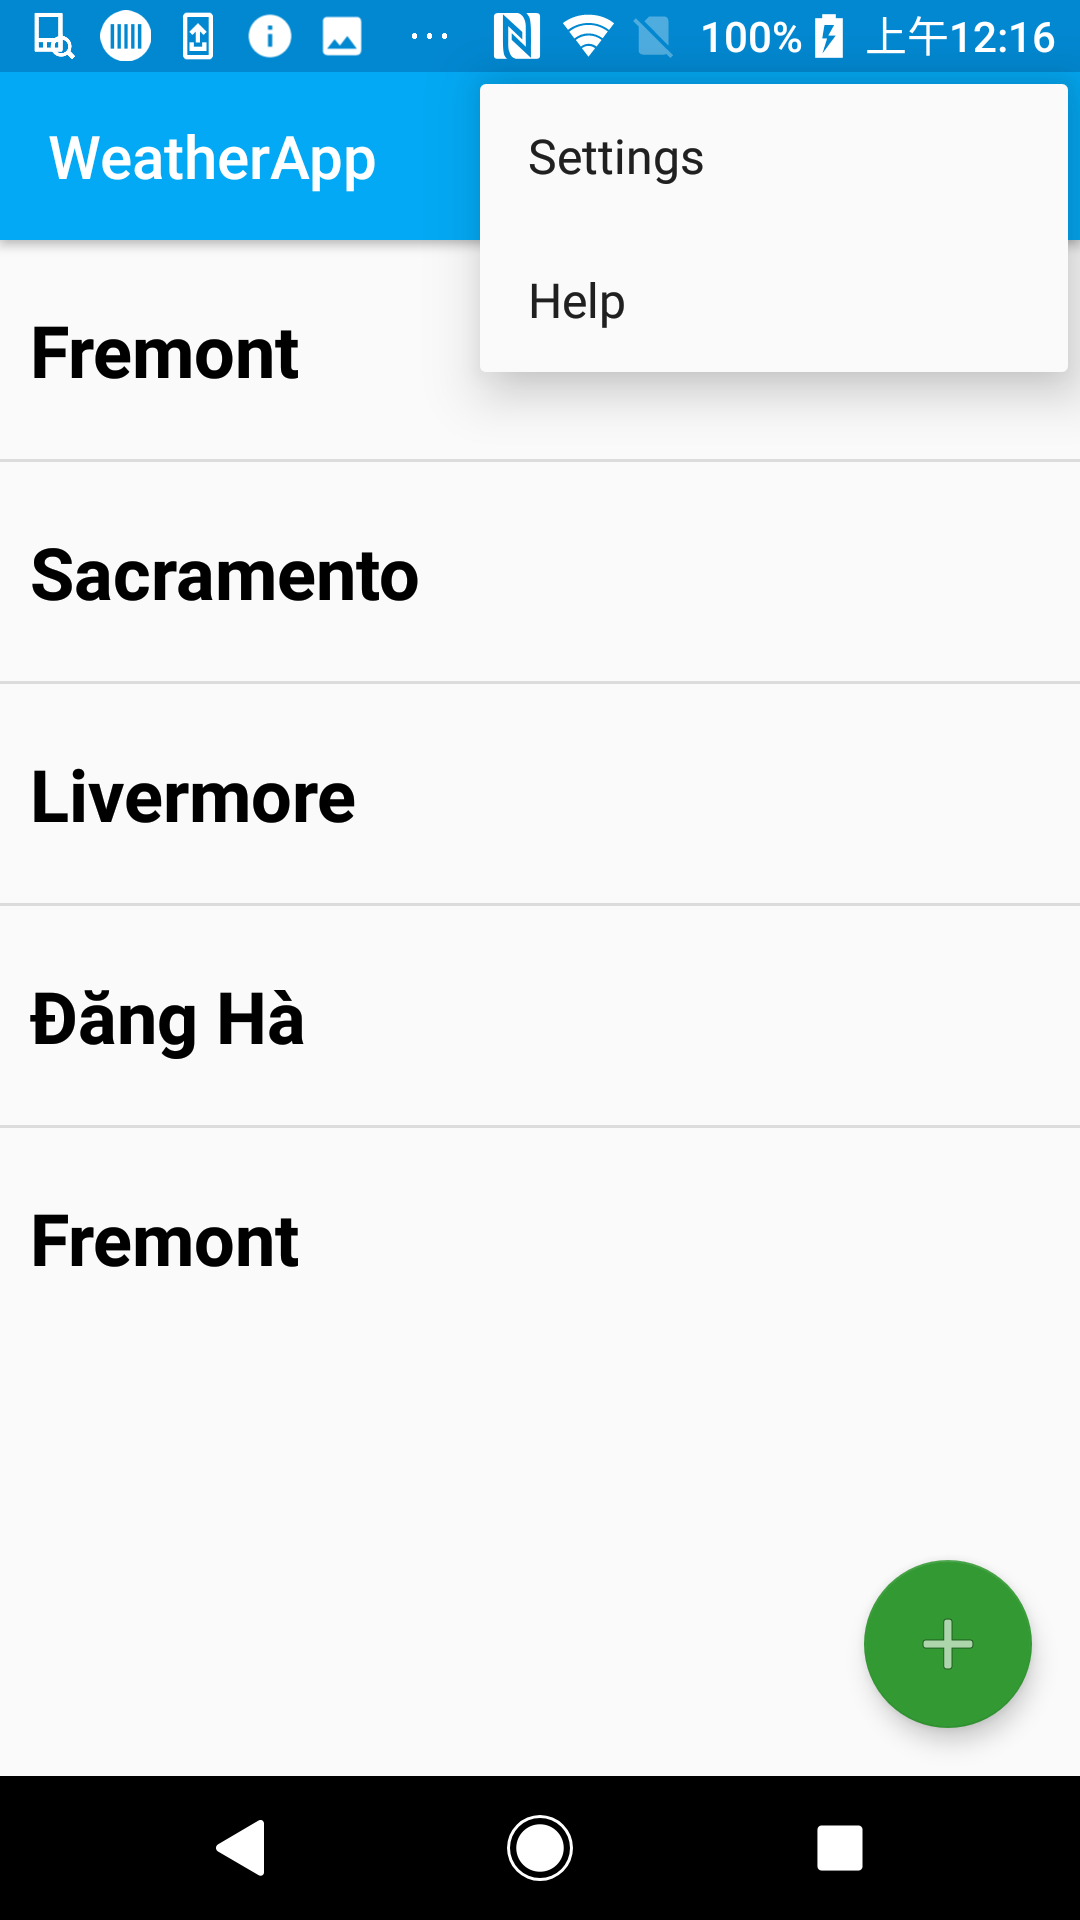 100% 上午12:16
WeatherApp
Settings
Help
Fremont
Sacramento
Livermore
Đăng Hà
Fremont